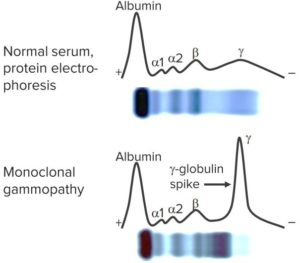 Albumin
Normal serum,
protein electro-
phoresis
α1 α2 β γ
+ −
Albumin
γ
Monoclonal
gammopathy
γ-globulin
spike
α1 α2 β
+ −